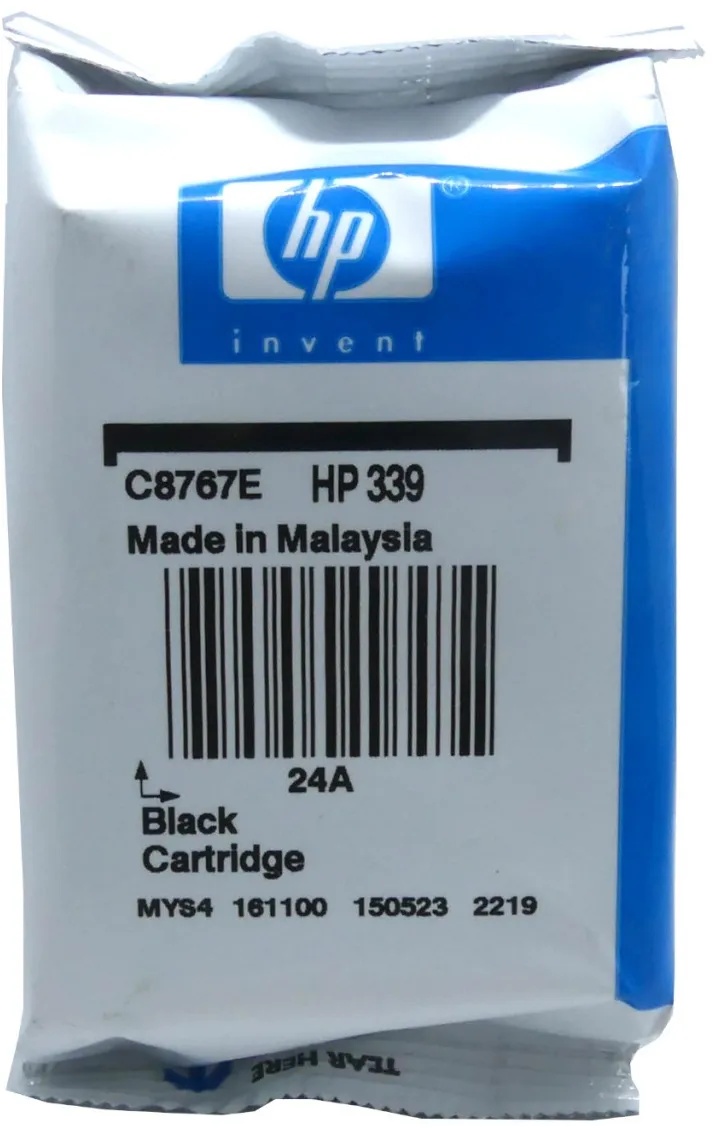 hp ®
invent
C8767E HP 339
Made in Malaysia
24A
Black
Cartridge
MYS4 161100 150523 2219
TEAR HERE